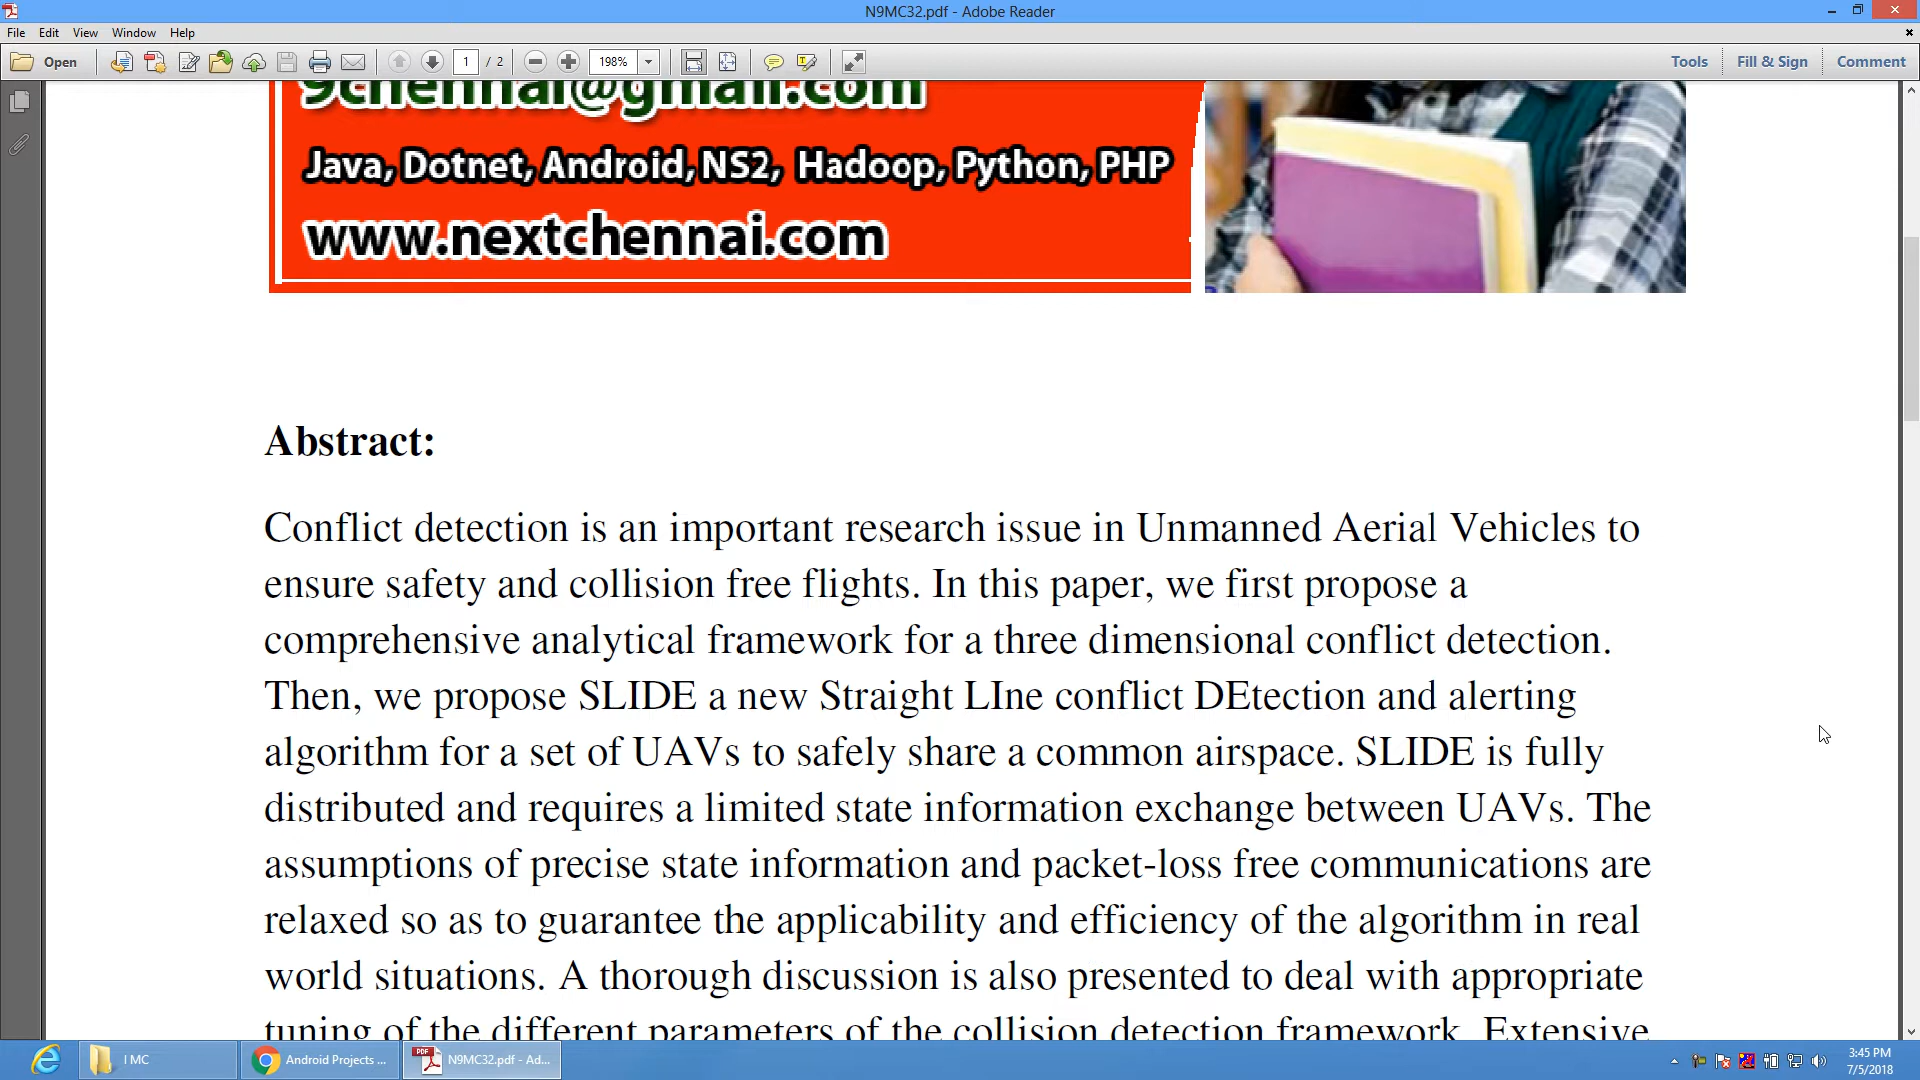 N9MC32.pdf - Adobe Reader
File Edit View Window Help
Open 1 / 2 198% Tools Fill & Sign Comment
9chennai@gmail.com
Java, Dotnet, Android, NS2, Hadoop, Python, PHP
www.nextchennai.com
Abstract:
Conflict detection is an important research issue in Unmanned Aerial Vehicles to
ensure safety and collision free flights. In this paper, we first propose a
comprehensive analytical framework for a three dimensional conflict detection.
Then, we propose SLIDE a new Straight LIne conflict DEtection and alerting
algorithm for a set of UAVs to safely share a common airspace. SLIDE is fully
distributed and requires a limited state information exchange between UAVs. The
assumptions of precise state information and packet-loss free communications are
relaxed so as to guarantee the applicability and efficiency of the algorithm in real
world situations. A thorough discussion is also presented to deal with appropriate
tuning of the different parameters of the collision detection framework. Extensive
I MC Android Projects ... N9MC32.pdf - Ad... 3:45 PM
7/5/2018